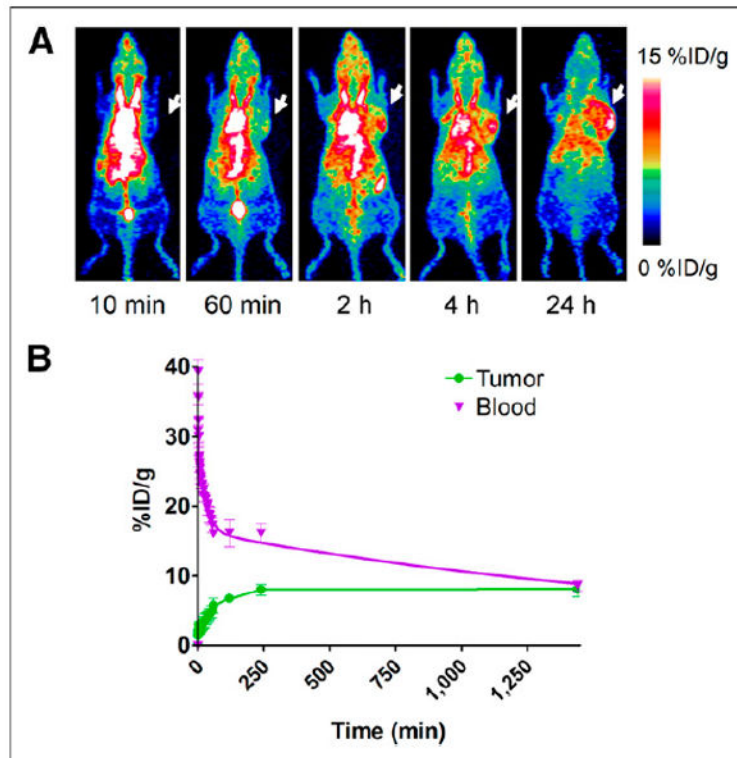 A
15 %ID/g
0 %ID/g
10 min 60 min 2 h 4 h 24 h
B
40
30
20
10
0
%ID/g
Tumor
Blood
0 250 500 750 1,000 1,250
Time (min)